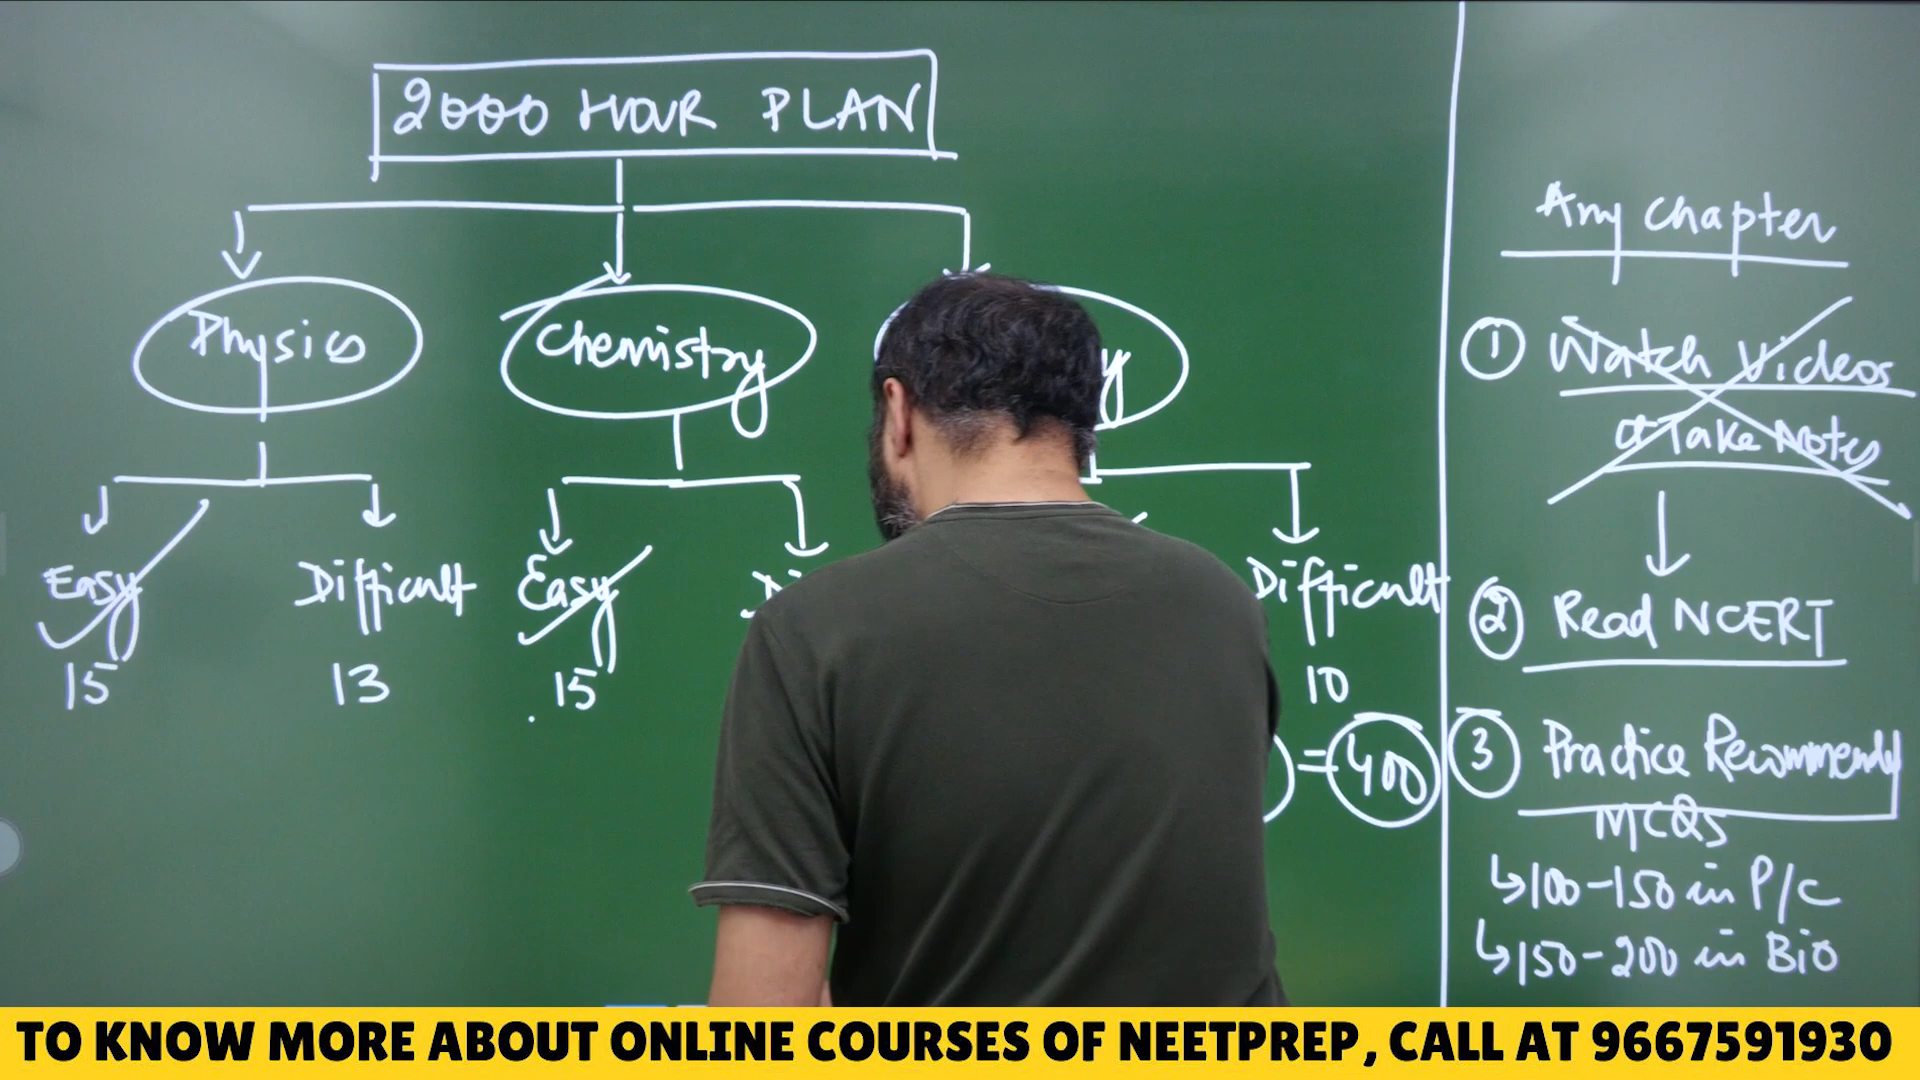 2000 HOUR PLAN
Physics
Chemistry
Easy
Difficult
Easy
Difficult
15
13
15
10
= 400
Any chapter
① Watch Videos
& Take Notes
② Read NCERT
③ Practice Recommended
MCQs
↳ 100-150 in P/C
↳ 150-200 in Bio
TO KNOW MORE ABOUT ONLINE COURSES OF NEETPREP, CALL AT 9667591930